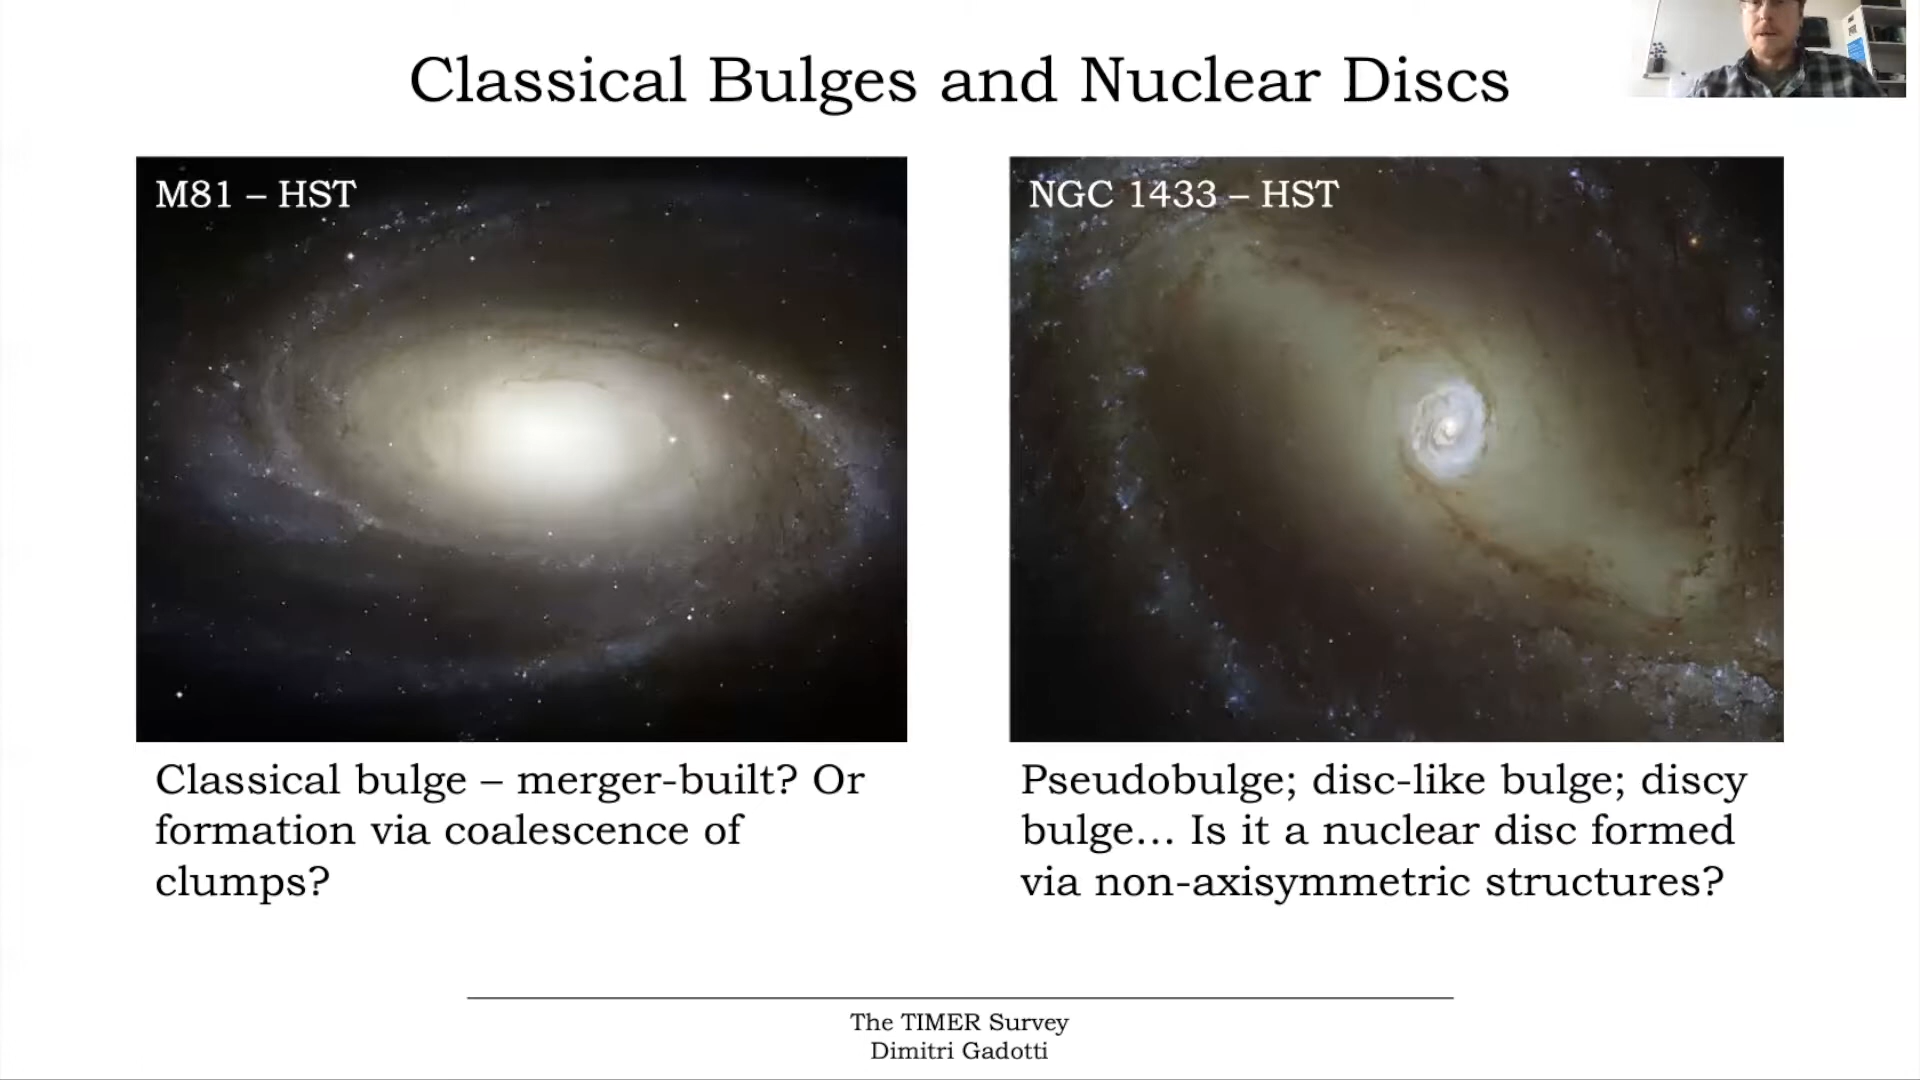 Classical Bulges and Nuclear Discs
M81 – HST
NGC 1433 – HST
Classical bulge – merger-built? Or
formation via coalescence of
clumps?
Pseudobulge; disc-like bulge; discy
bulge... Is it a nuclear disc formed
via non-axisymmetric structures?
The TIMER Survey
Dimitri Gadotti